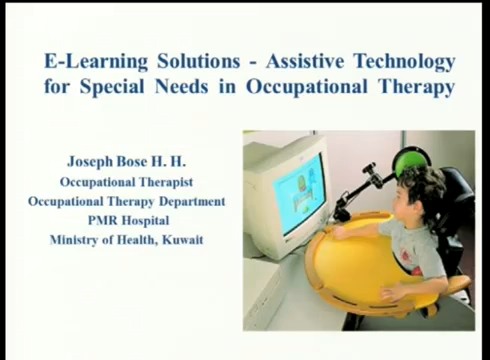 E-Learning Solutions - Assistive Technology
for Special Needs in Occupational Therapy
Joseph Bose H. H.
Occupational Therapist
Occupational Therapy Department
PMR Hospital
Ministry of Health, Kuwait